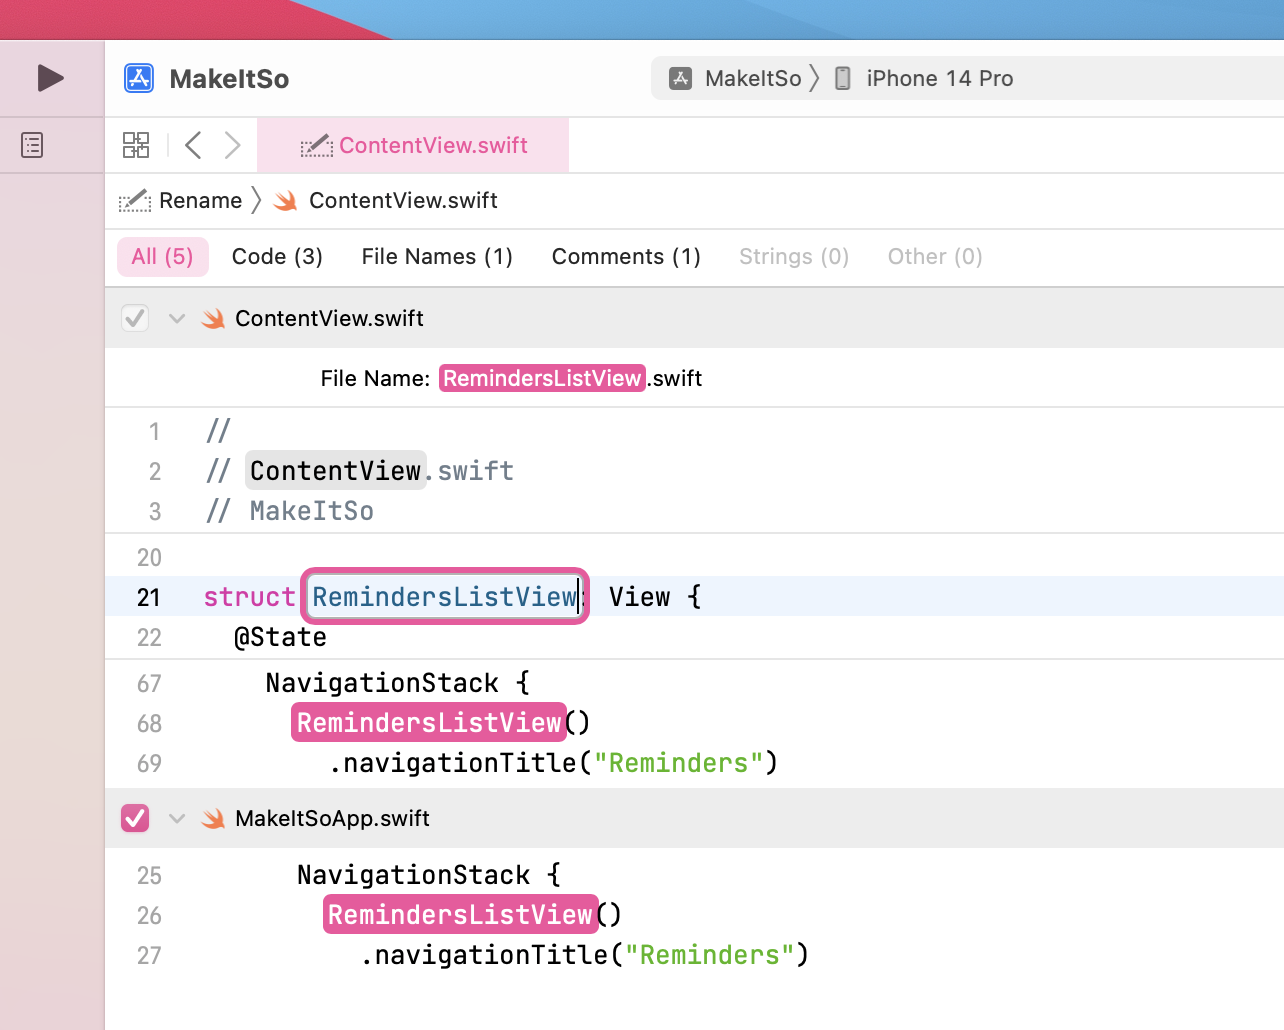 MakeItSo
MakeItSo 〉 iPhone 14 Pro
ContentView.swift
Rename 〉 ContentView.swift
All (5) Code (3) File Names (1) Comments (1) Strings (0) Other (0)
ContentView.swift
File Name: RemindersListView.swift
1 //
2 // ContentView.swift
3 // MakeItSo
20
21 struct RemindersListView: View {
22 @State
67 NavigationStack {
68 RemindersListView()
69 .navigationTitle("Reminders")
MakeItSoApp.swift
25 NavigationStack {
26 RemindersListView()
27 .navigationTitle("Reminders")